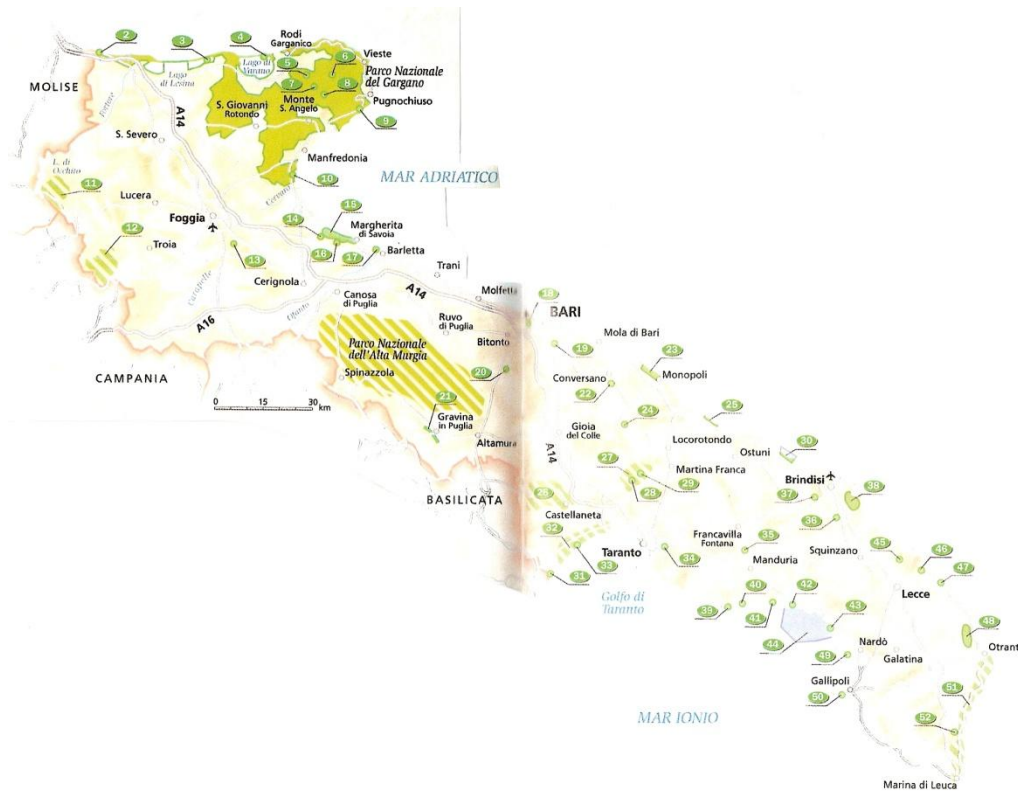 2
3
4
Rodi
Garganico
Vieste
MOLISE
Lago
di Lesina
Lago di
Varano
5
6
Parco Nazionale
del Gargano
7
8
Pugnochiuso
S. Giovanni
Rotondo
Monte
S. Angelo
9
A14
S. Severo
Manfredonia
10
MAR ADRIATICO
L. di
Occhito
11
Lucera
Foggia
14
15
Margherita
di Savoia
12
Troia
13
16
17
Barletta
Cerignola
Trani
Canosa
di Puglia
A14
Molfetta
18
BARI
A16
Ofanto
Ruvo
di Puglia
Bitonto
19
Mola di Bari
Parco Nazionale
dell'Alta Murgia
23
Monopoli
CAMPANIA
Spinazzola
20
Conversano
22
0 15 30
km
21
Gravina
in Puglia
24
25
Gioia
del Colle
Altamura
A14
Locorotondo
Ostuni
30
27
Martina Franca
28
29
Brindisi
BASILICATA
26
37
38
Castellaneta
36
32
Francavilla
Fontana
35
Squinzano
45
46
Taranto
34
33
Manduria
31
47
Golfo di
Taranto
40
42
Lecce
39
41
43
44
48
Nardò
49
Galatina
Otrant
Gallipoli
50
51
MAR IONIO
52
Marina di Leuca